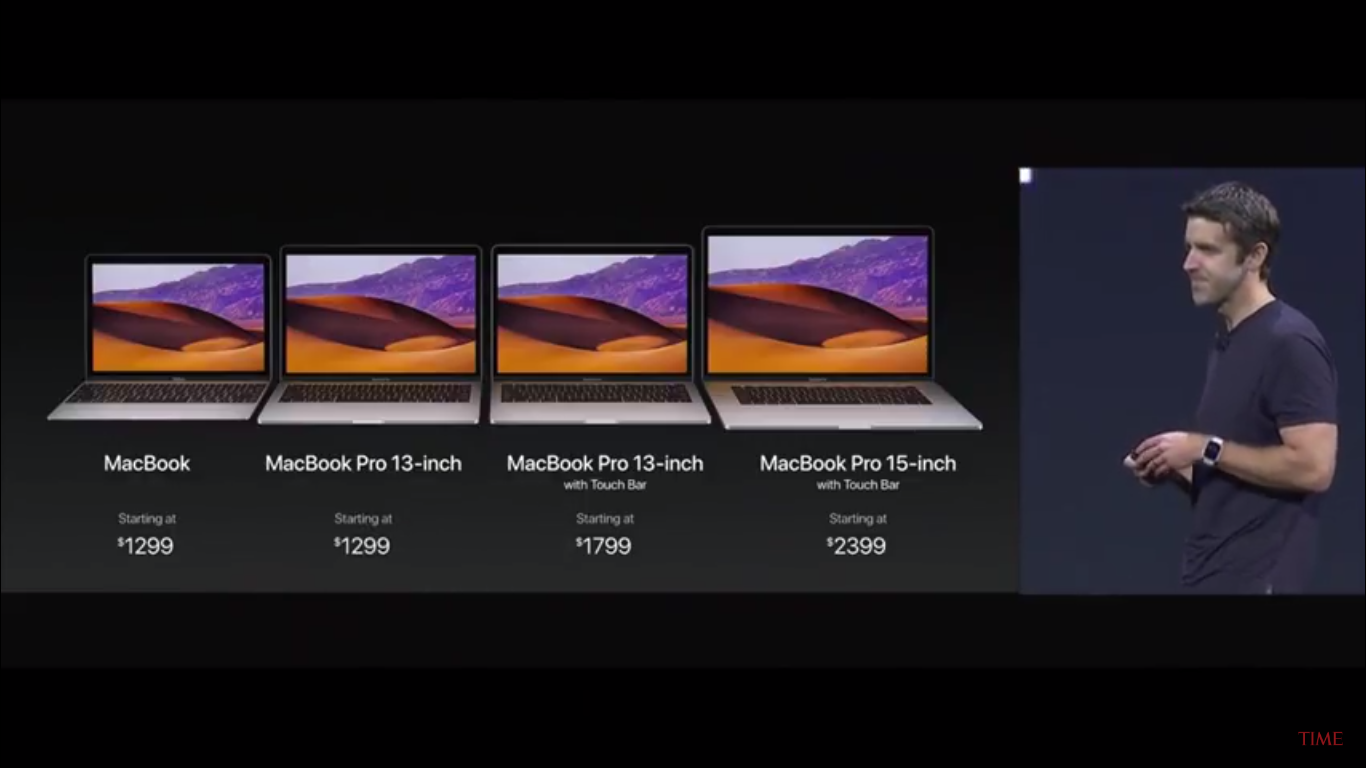 MacBook
Starting at
$1299
MacBook Pro 13-inch
Starting at
$1299
MacBook Pro 13-inch
with Touch Bar
Starting at
$1799
MacBook Pro 15-inch
with Touch Bar
Starting at
$2399
TIME